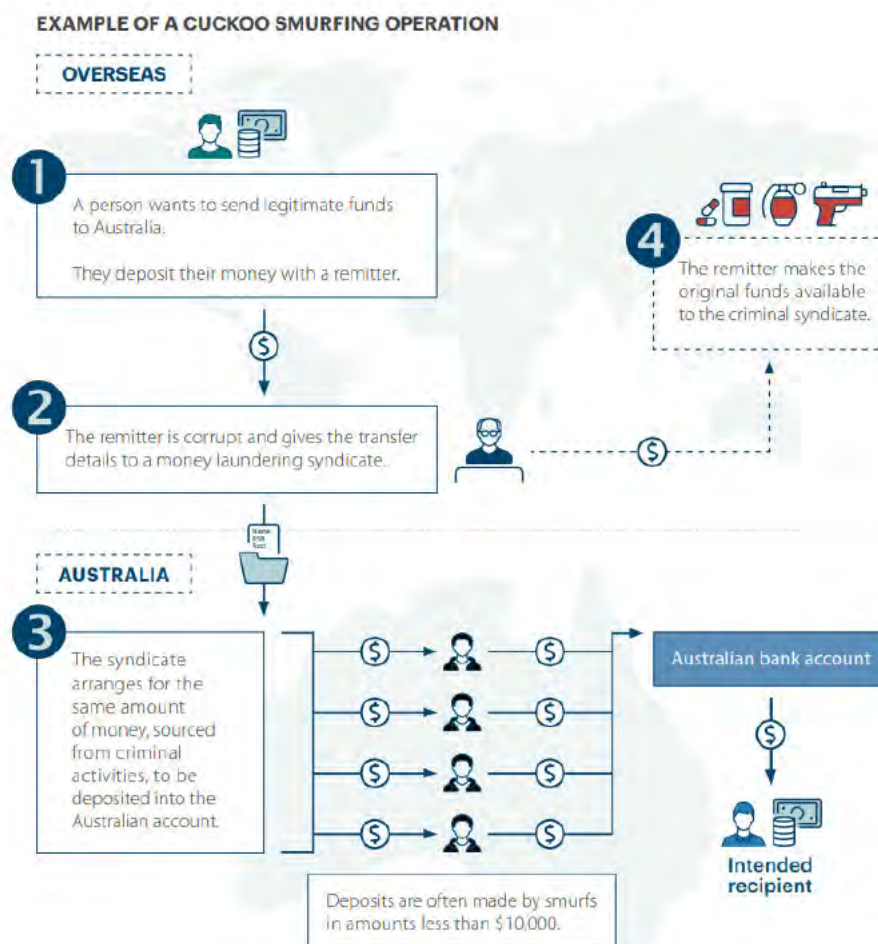 EXAMPLE OF A CUCKOO SMURFING OPERATION
OVERSEAS
1
A person wants to send legitimate funds
to Australia.
They deposit their money with a remitter.
$
2
The remitter is corrupt and gives the transfer
details to a money laundering syndicate.
$
4
The remitter makes the
original funds available
to the criminal syndicate.
Name:
BSB
AUSTRALIA
3
The syndicate
arranges for the
same amount
of money, sourced
from criminal
activities, to be
deposited into the
Australian account.
$ $
$ $
$ $
$ $
Deposits are often made by smurfs
in amounts less than $10,000.
Australian bank account
$
Intended
recipient